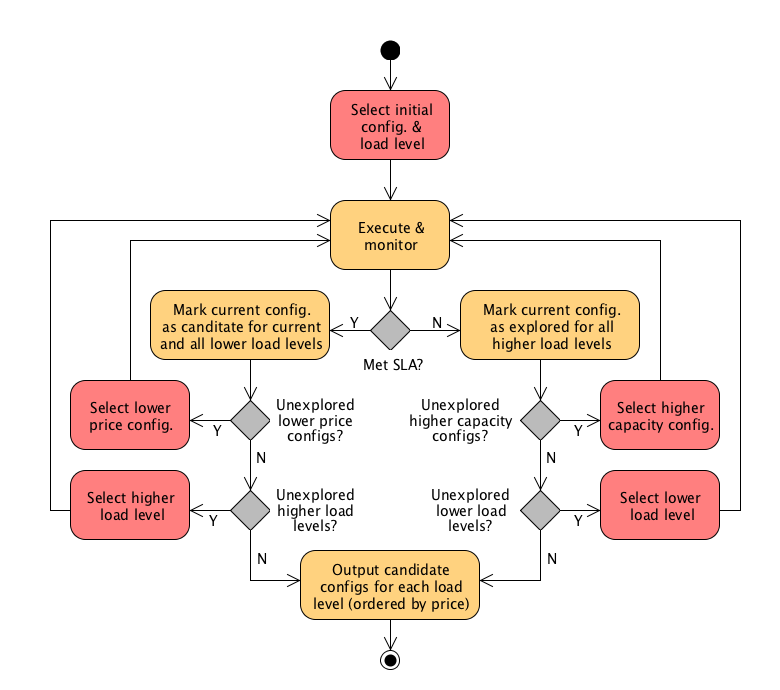 Select initial
config. &
load level
Execute &
monitor
Mark current config.
as canditate for current
and all lower load levels
Y
N
Mark current config.
as explored for all
higher load levels
Met SLA?
Select lower
price config.
Y
Unexplored
lower price
configs?
Unexplored
higher capacity
configs?
Y
Select higher
capacity config.
N
N
Select higher
load level
Y
Unexplored
higher load
levels?
Unexplored
lower load
levels?
Y
Select lower
load level
N
N
Output candidate
configs for each load
level (ordered by price)